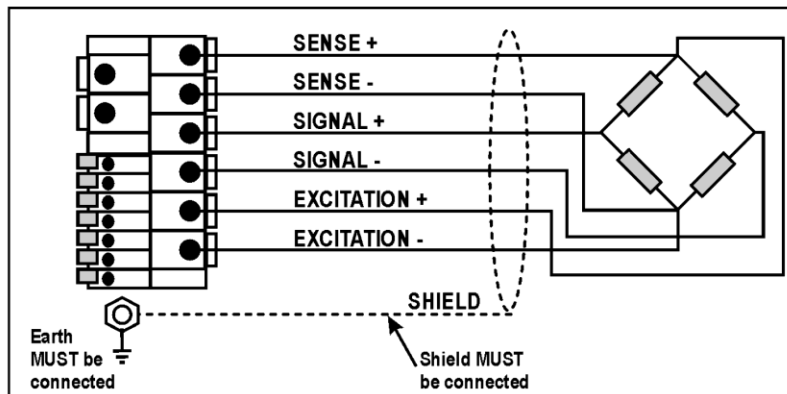 SENSE +
SENSE -
SIGNAL +
SIGNAL -
EXCITATION +
EXCITATION -
SHIELD
Earth
MUST be
connected
Shield MUST
be connected